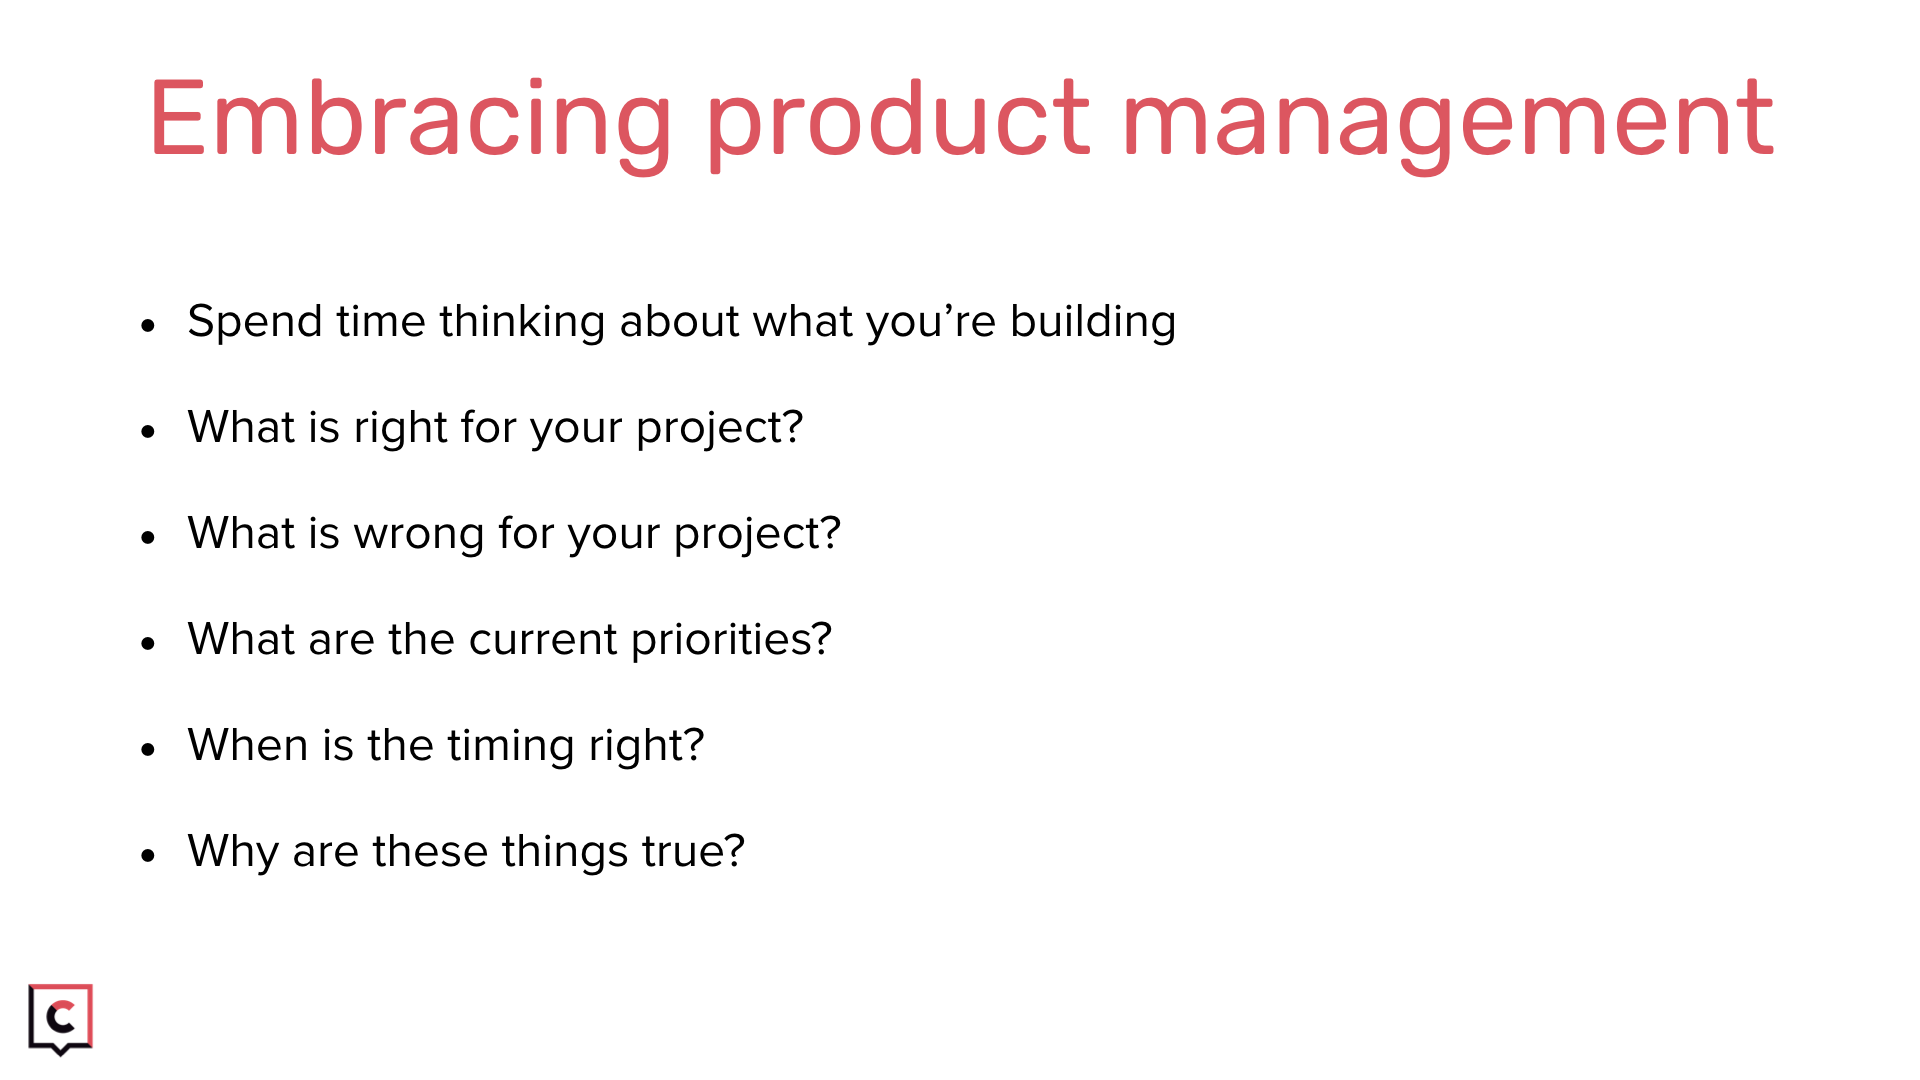 Embracing product management
• Spend time thinking about what you’re building
• What is right for your project?
• What is wrong for your project?
• What are the current priorities?
• When is the timing right?
• Why are these things true?
C